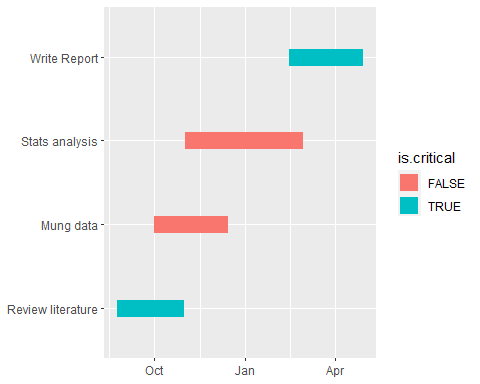 Write Report
Stats analysis
Mung data
Review literature
Oct
Jan
Apr
is.critical
FALSE
TRUE